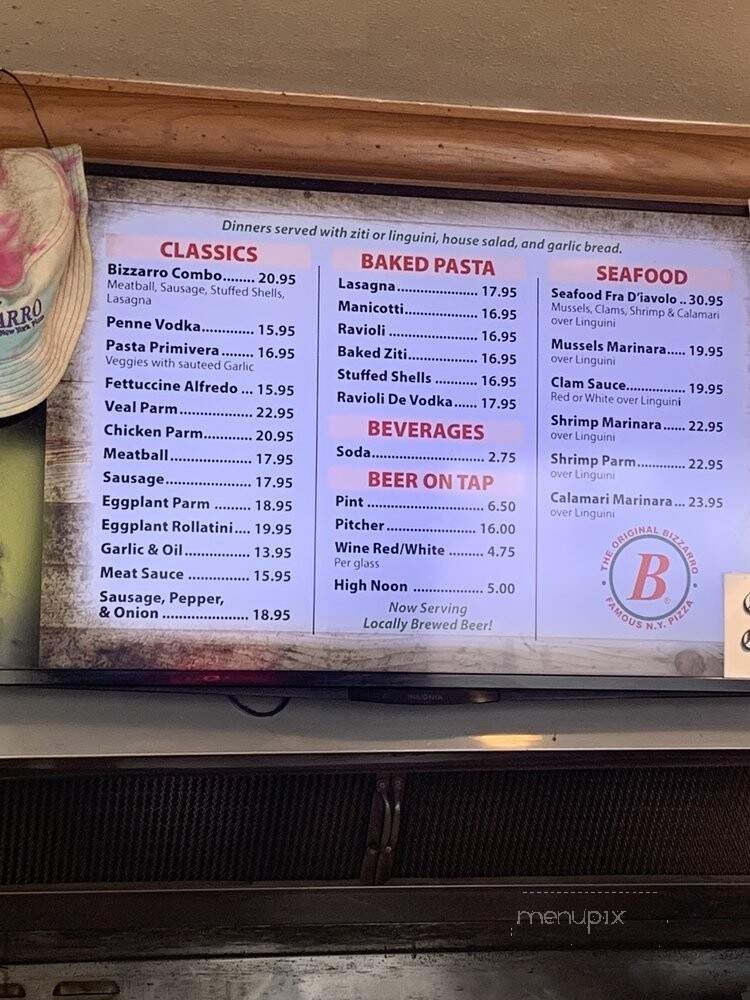 Dinners served with ziti or linguini, house salad, and garlic bread.
CLASSICS
Bizzarro Combo........ 20.95
Meatball, Sausage, Stuffed Shells,
Lasagna
Penne Vodka............. 15.95
Pasta Primivera ........ 16.95
Veggies with sauteed Garlic
Fettuccine Alfredo ... 15.95
Veal Parm.................. 22.95
Chicken Parm............ 20.95
Meatball..................... 17.95
Sausage...................... 17.95
Eggplant Parm ......... 18.95
Eggplant Rollatini.... 19.95
Garlic & Oil................ 13.95
Meat Sauce ............... 15.95
Sausage, Pepper,
& Onion ..................... 18.95
BAKED PASTA
Lasagna.................... 17.95
Manicotti.................. 16.95
Ravioli ...................... 16.95
Baked Ziti................. 16.95
Stuffed Shells .......... 16.95
Ravioli De Vodka...... 17.95
BEVERAGES
Soda........................... 2.75
BEER ON TAP
Pint ............................ 6.50
Pitcher ...................... 16.00
Wine Red/White ......... 4.75
Per glass
High Noon ................. 5.00
Now Serving
Locally Brewed Beer!
SEAFOOD
Seafood Fra D'iavolo .. 30.95
Mussels, Clams, Shrimp & Calamari
over Linguini
Mussels Marinara..... 19.95
over Linguini
Clam Sauce............... 19.95
Red or White over Linguini
Shrimp Marinara...... 22.95
over Linguini
Shrimp Parm............ 22.95
over Linguini
Calamari Marinara... 23.95
over Linguini
THE ORIGINAL BIZZARRO
B
FAMOUS N.Y. PIZZA
ARRO
New York Pizza
INSIGNIA
menupix